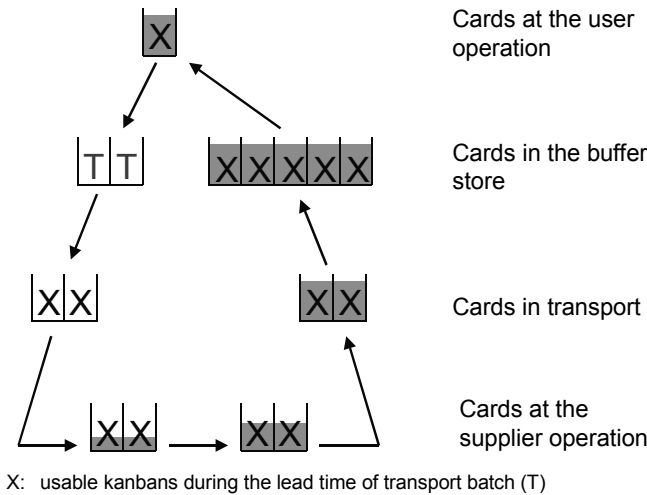 Cards at the user
operation
X
T T
X X X X X
Cards in the buffer
store
X X
X X
Cards in transport
X X
X X
Cards at the
supplier operation
X: usable kanbans during the lead time of transport batch (T)